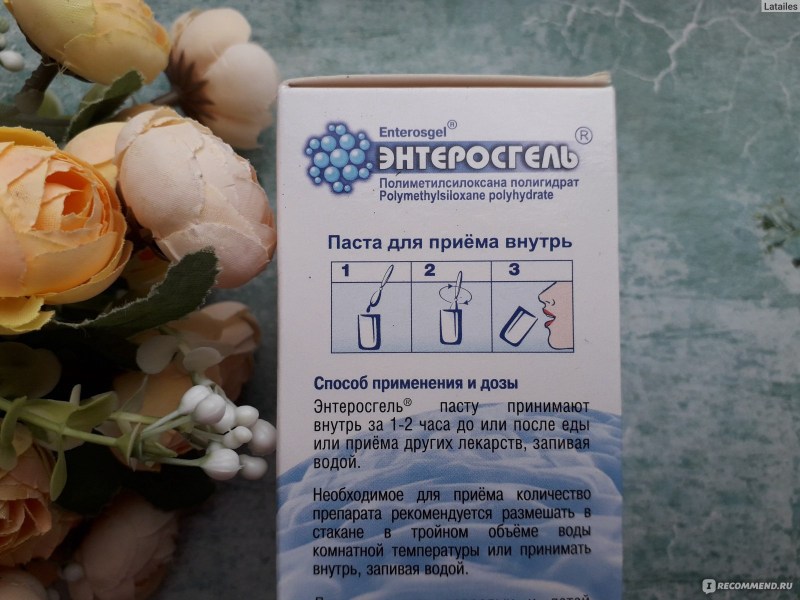 Latailes
Enterosgel®
ЭНТЕРОСГЕЛЬ®
Полиметилсилоксана полигидрат
Polymethylsiloxane polyhydrate
Паста для приёма внутрь
1 2 3
Способ применения и дозы
Энтеросгель® пасту принимают
внутрь за 1-2 часа до или после еды
или приёма других лекарств, запивая
водой.
Необходимое для приёма количество
препарата рекомендуется размешать в
стакане в тройном объёме воды
комнатной температуры или принимать
внутрь, запивая водой.
I RECOMMEND.RU